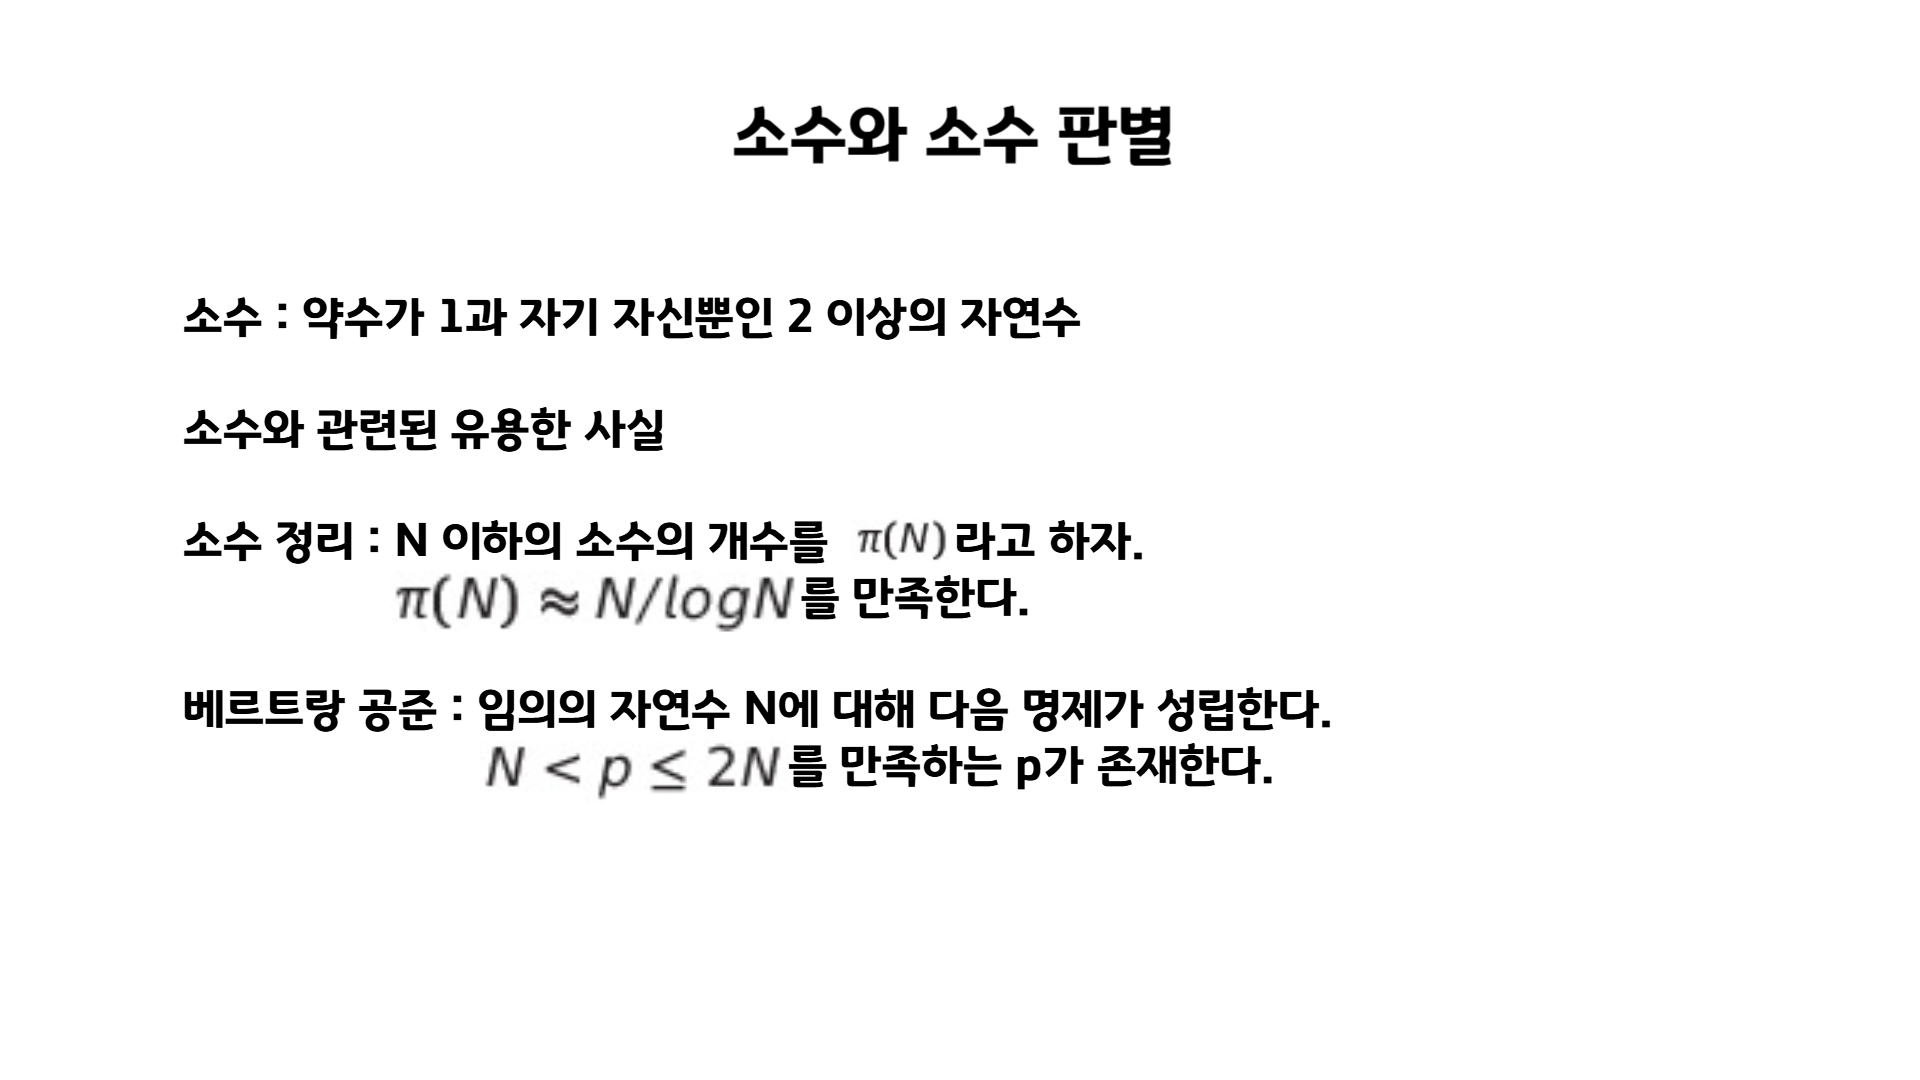 소수와 소수 판별
소수 : 약수가 1과 자기 자신뿐인 2 이상의 자연수
소수와 관련된 유용한 사실
소수 정리 : N 이하의 소수의 개수를 π(N)라고 하자.
π(N) ≈ N/logN를 만족한다.
베르트랑 공준 : 임의의 자연수 N에 대해 다음 명제가 성립한다.
N < p ≤ 2N를 만족하는 p가 존재한다.